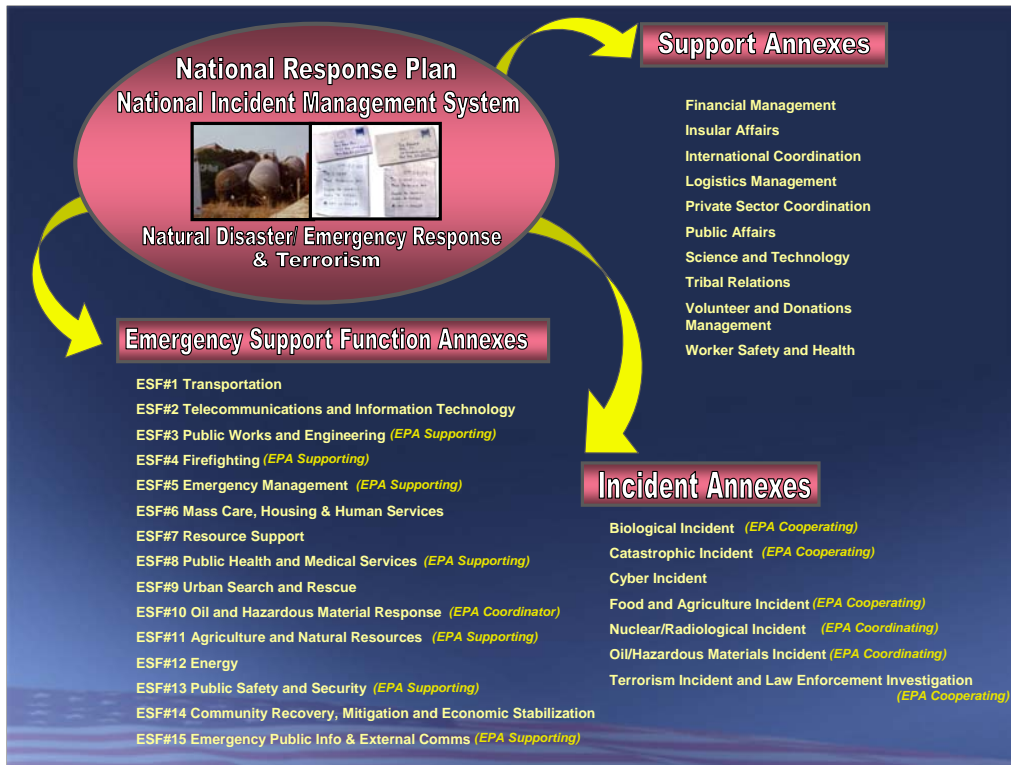 National Response Plan
National Incident Management System
Natural Disaster/ Emergency Response
& Terrorism
Support Annexes
Financial Management
Insular Affairs
International Coordination
Logistics Management
Private Sector Coordination
Public Affairs
Science and Technology
Tribal Relations
Volunteer and Donations
Management
Worker Safety and Health
Emergency Support Function Annexes
ESF#1 Transportation
ESF#2 Telecommunications and Information Technology
ESF#3 Public Works and Engineering (EPA Supporting)
ESF#4 Firefighting (EPA Supporting)
ESF#5 Emergency Management (EPA Supporting)
ESF#6 Mass Care, Housing & Human Services
ESF#7 Resource Support
ESF#8 Public Health and Medical Services (EPA Supporting)
ESF#9 Urban Search and Rescue
ESF#10 Oil and Hazardous Material Response (EPA Coordinator)
ESF#11 Agriculture and Natural Resources (EPA Supporting)
ESF#12 Energy
ESF#13 Public Safety and Security (EPA Supporting)
ESF#14 Community Recovery, Mitigation and Economic Stabilization
ESF#15 Emergency Public Info & External Comms (EPA Supporting)
Incident Annexes
Biological Incident (EPA Cooperating)
Catastrophic Incident (EPA Cooperating)
Cyber Incident
Food and Agriculture Incident (EPA Cooperating)
Nuclear/Radiological Incident (EPA Coordinating)
Oil/Hazardous Materials Incident (EPA Coordinating)
Terrorism Incident and Law Enforcement Investigation
(EPA Cooperating)